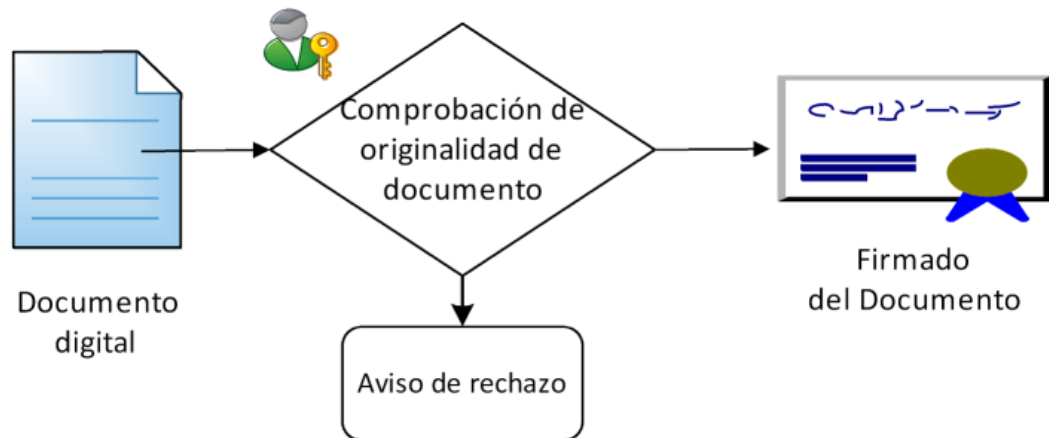 Comprobación de
originalidad de
documento
Documento
digital
Firmado
del Documento
Aviso de rechazo